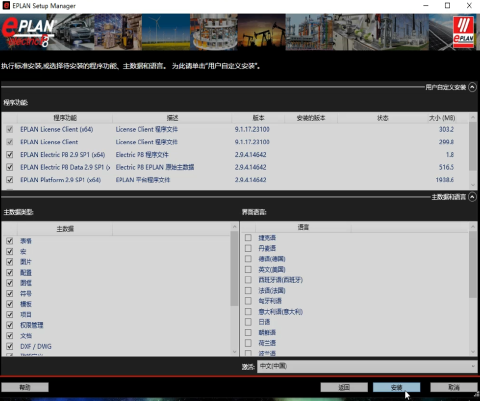 EPLAN Setup Manager
ePLAN
electric P8
EPLAN
执行标准安装,或选择待安装的程序功能、主数据和语言。 为此请单击"用户自定义安装"。
用户自定义安装
程序功能:
程序功能 描述 版本 安装的版本 状态 大小 (MB)
EPLAN License Client (x64) License Client 程序文件 9.1.17.23100 303.2
EPLAN License Client License Client 程序文件 9.1.17.23100 299.8
EPLAN Electric P8 2.9 SP1 (x64) Electric P8 程序文件 2.9.4.14642 1.8
EPLAN Electric P8 Data 2.9 SP1 (x Electric P8 EPLAN 原始主数据 2.9.4.14642 516.5
EPLAN Platform 2.9 SP1 (x64) EPLAN 平台程序文件 2.9.4.14642 1938.6
主数据和语言
主数据类型: 界面语言:
主数据 语言
表格 捷克语
宏 丹麦语
图片 德语(德国)
配置 英文(美国)
图框 西班牙语(西班牙)
符号 法语(法国)
模板 匈牙利语
项目 意大利语(意大利)
权限管理 日语
文档 朝鲜语
DXF / DWG 荷兰语
波兰语
激活: 中文(中国)
帮助 返回 安装 取消